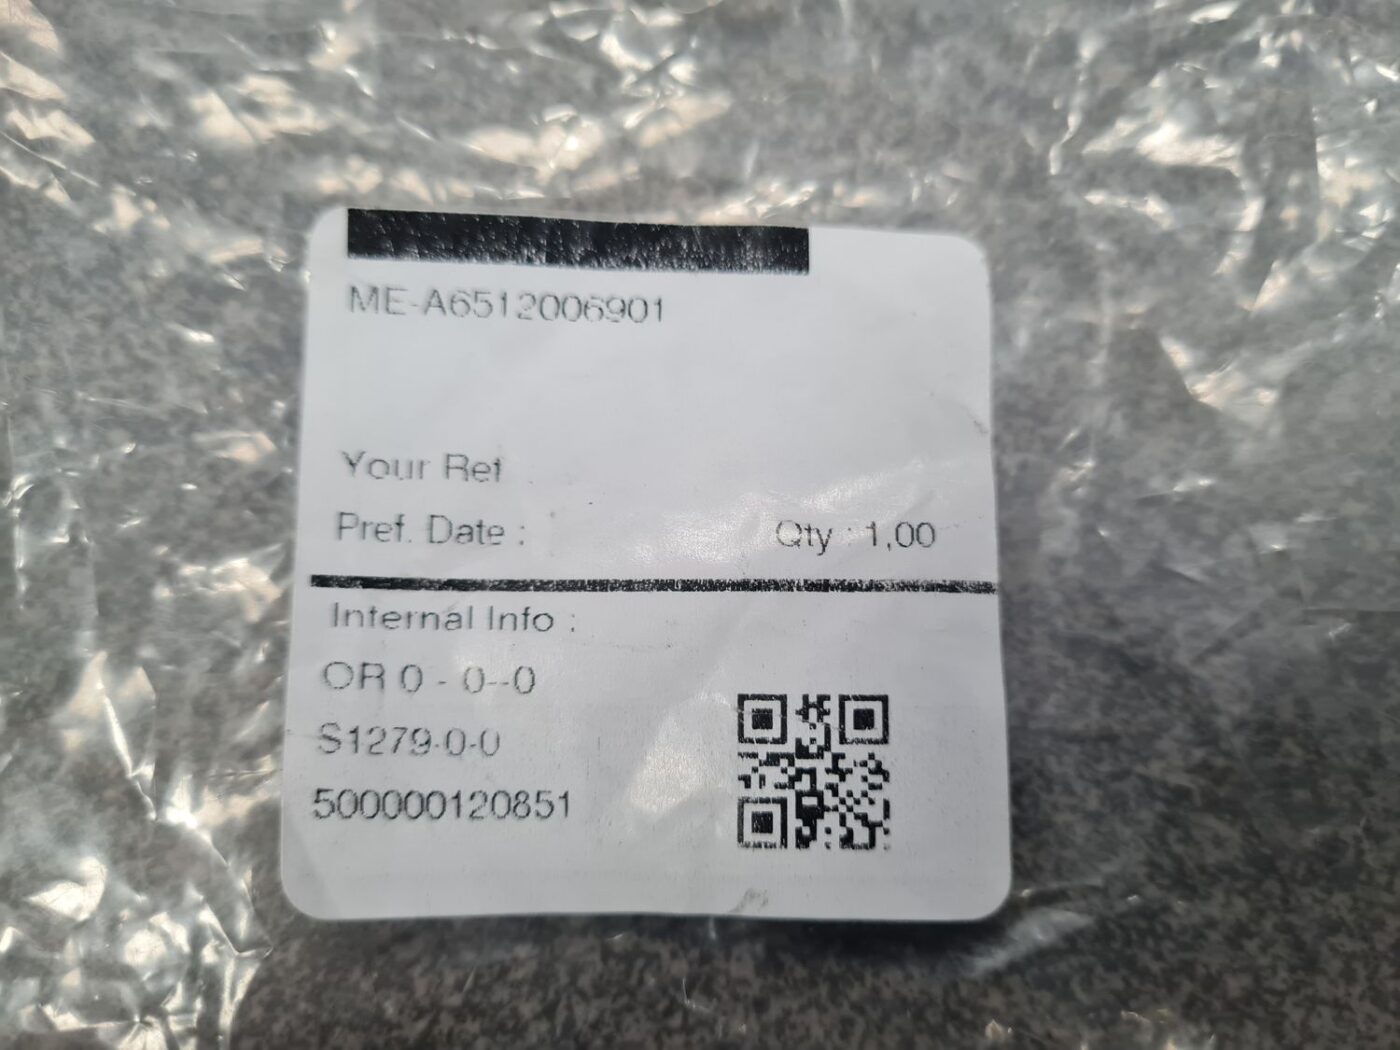 ME-A6512006901
Your Ref
Pref. Date :
Qty : 1,00
Internal Info :
OR 0 - 0--0
S1279-0-0
500000120851